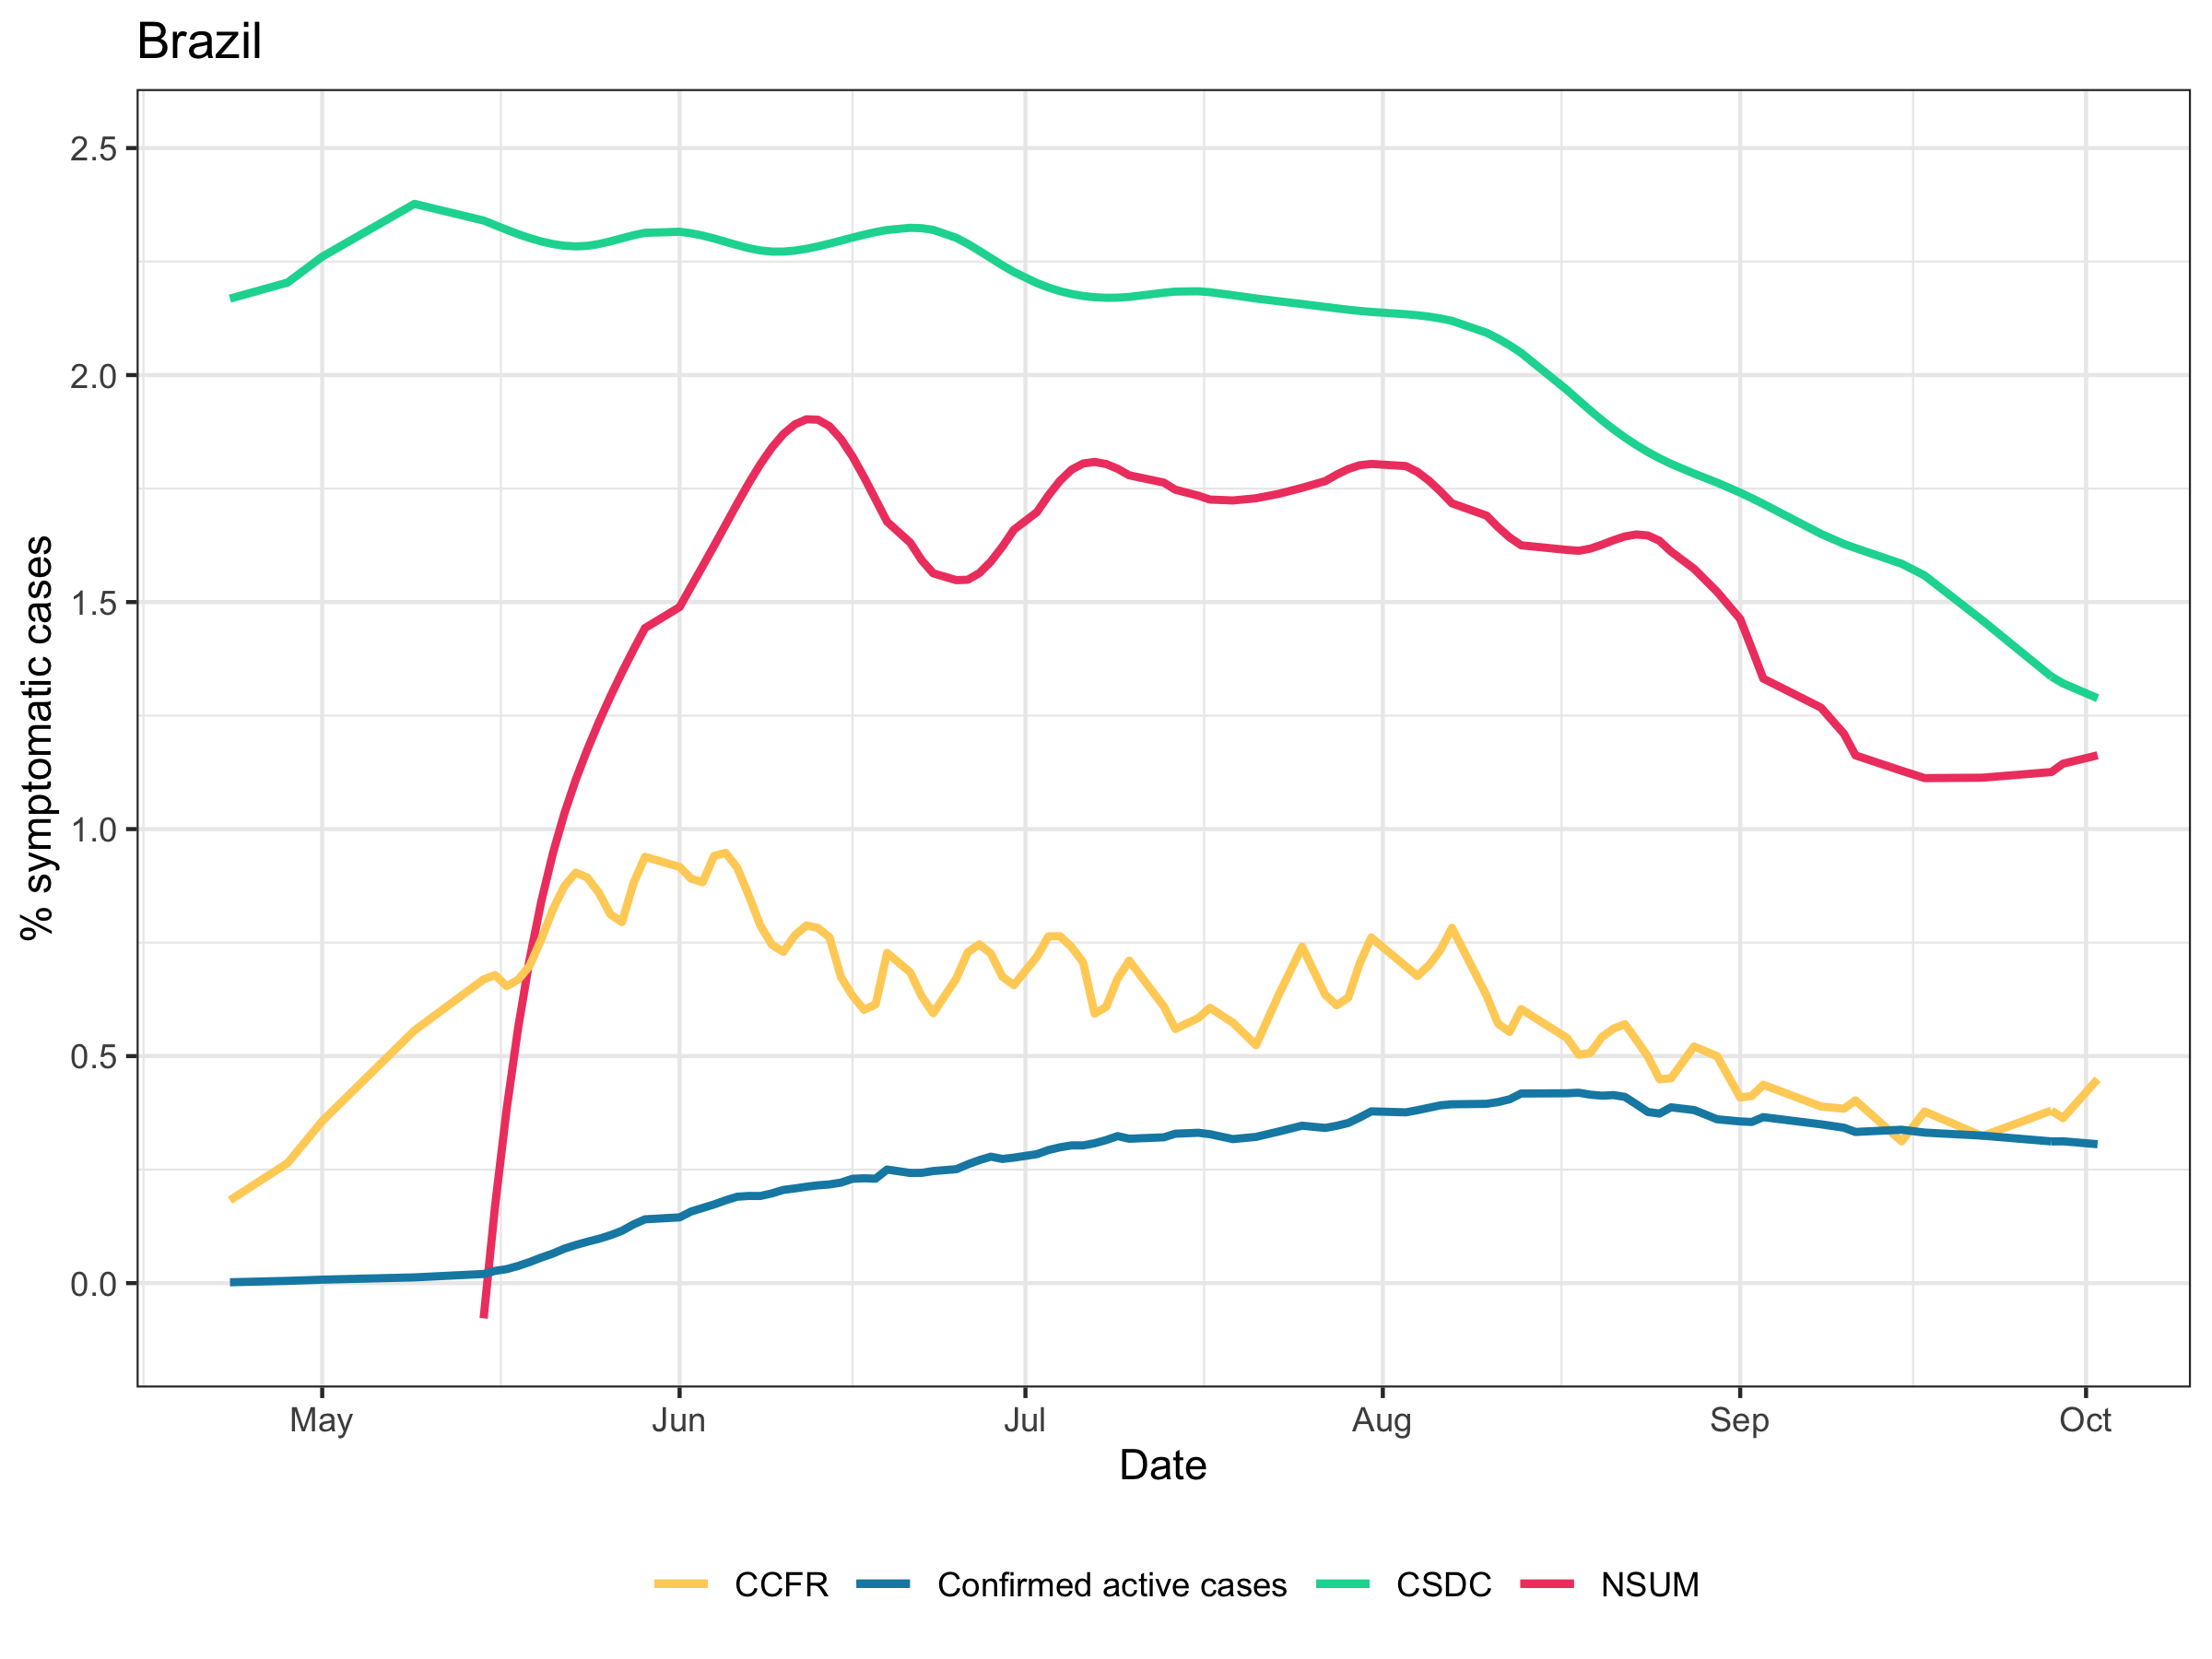 Brazil
% symptomatic cases
2.5
2.0
1.5
1.0
0.5
0.0
May Jun Jul Aug Sep Oct
Date
CCFR Confirmed active cases CSDC NSUM